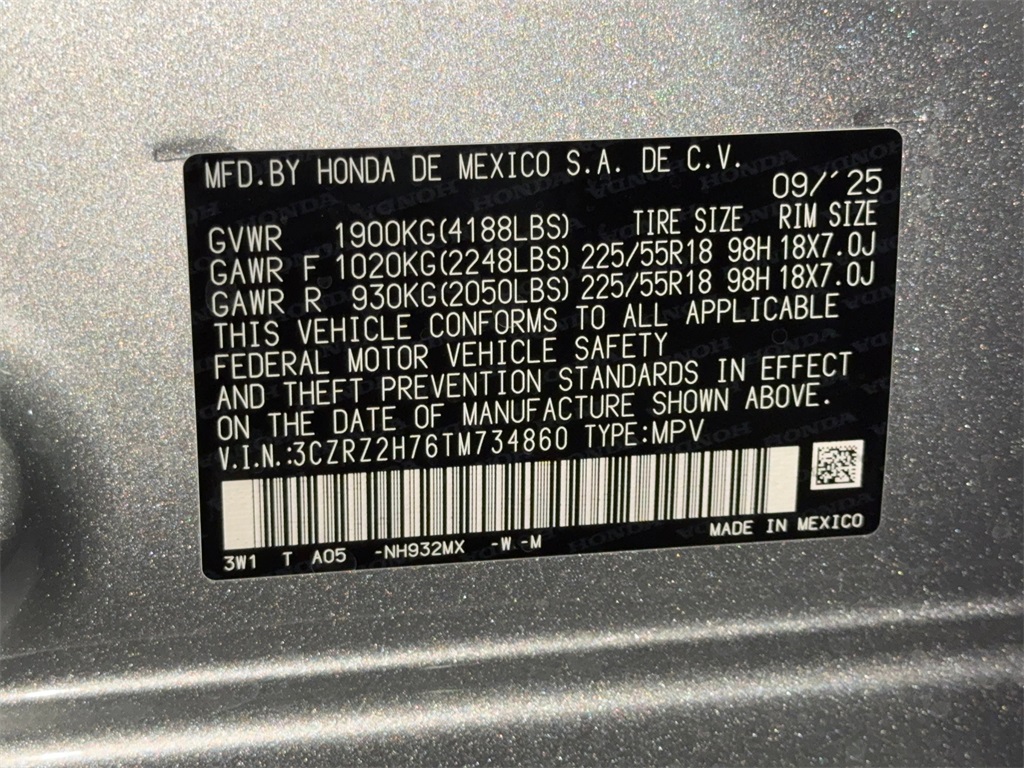 MFD.BY HONDA DE MEXICO S.A. DE C.V.
09/´25
GVWR 1900KG(4188LBS) TIRE SIZE RIM SIZE
GAWR F 1020KG(2248LBS) 225/55R18 98H 18X7.0J
GAWR R 930KG(2050LBS) 225/55R18 98H 18X7.0J
THIS VEHICLE CONFORMS TO ALL APPLICABLE
FEDERAL MOTOR VEHICLE SAFETY
AND THEFT PREVENTION STANDARDS IN EFFECT
ON THE DATE OF MANUFACTURE SHOWN ABOVE.
V.I.N.:3CZRZ2H76TM734860 TYPE:MPV
3W1 T A05 -NH932MX -W -M MADE IN MEXICO